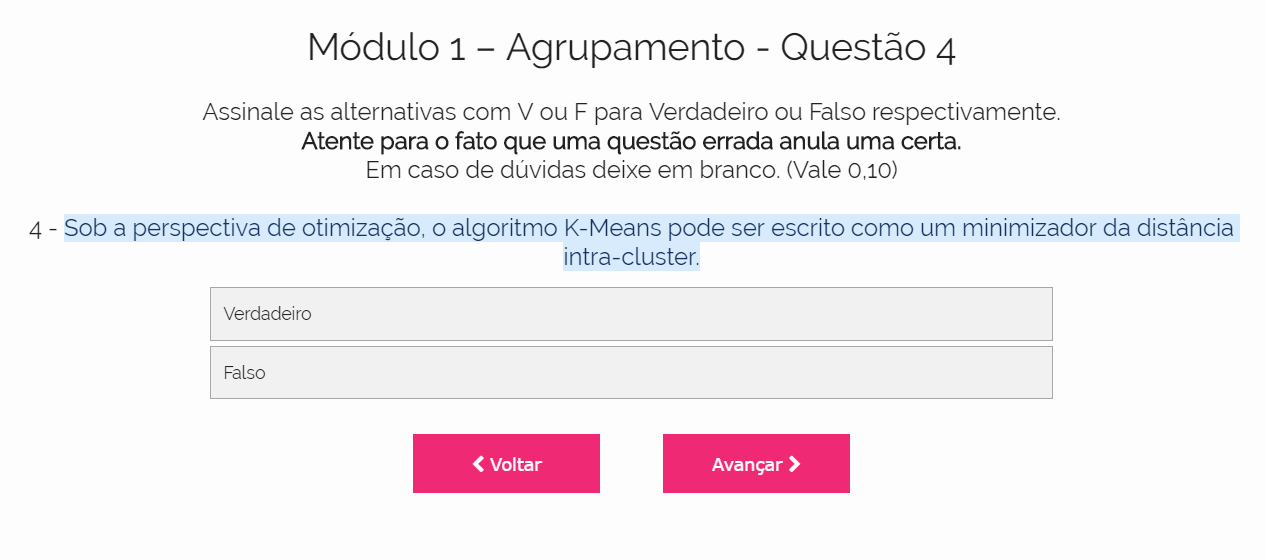 Módulo 1 – Agrupamento - Questão 4
Assinale as alternativas com V ou F para Verdadeiro ou Falso respectivamente.
Atente para o fato que uma questão errada anula uma certa.
Em caso de dúvidas deixe em branco. (Vale 0,10)
4 - Sob a perspectiva de otimização, o algoritmo K-Means pode ser escrito como um minimizador da distância
intra-cluster.
Verdadeiro
Falso
Voltar
Avançar